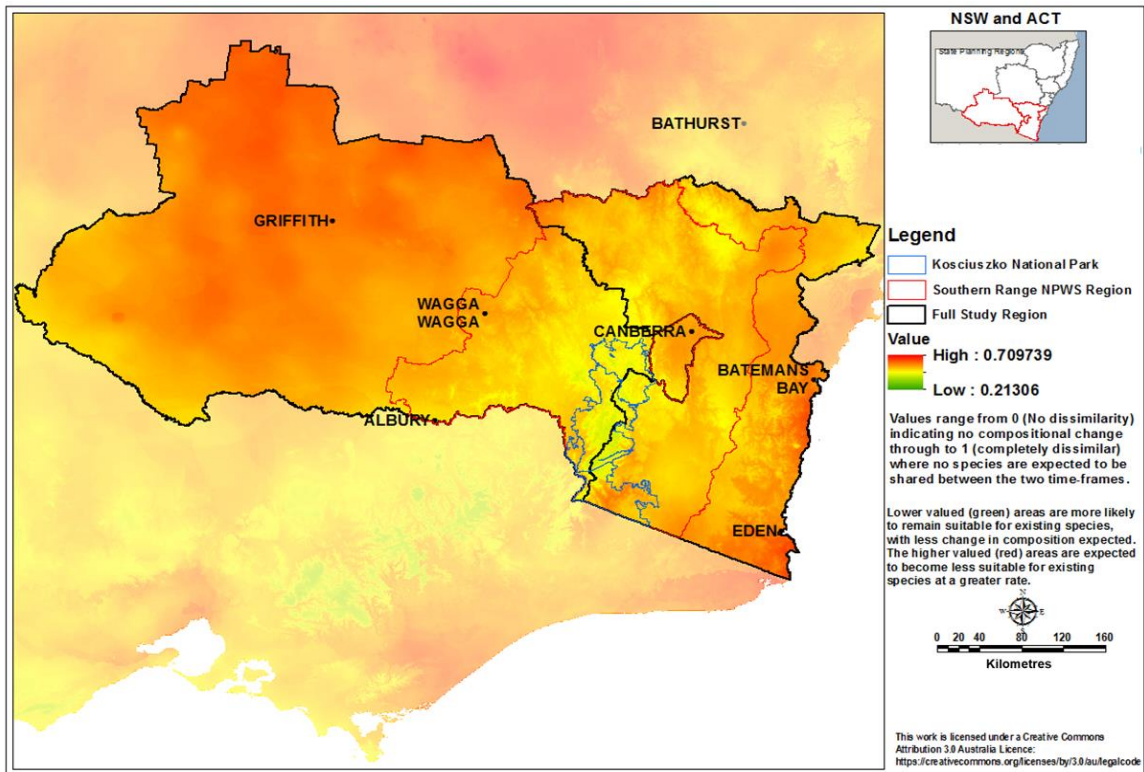 NSW and ACT
State Planning Regions
BATHURST
GRIFFITH
WAGGA
WAGGA
CANBERRA
BATEMANS
BAY
ALBURY
EDEN
Legend
Kosciuszko National Park
Southern Range NPWS Region
Full Study Region
Value
High : 0.709739
Low : 0.21306
Values range from 0 (No dissimilarity)
indicating no compositional change
through to 1 (completely dissimilar)
where no species are expected to be
shared between the two time-frames.
Lower valued (green) areas are more likely
to remain suitable for existing species,
with less change in composition expected.
The higher valued (red) areas are expected
to become less suitable for existing
species at a greater rate.
N
W E
S
0 20 40 80 120 160
Kilometres
This work is licensed under a Creative Commons
Attribution 3.0 Australia Licence:
https://creativecommons.org/licenses/by/3.0/au/legalcode